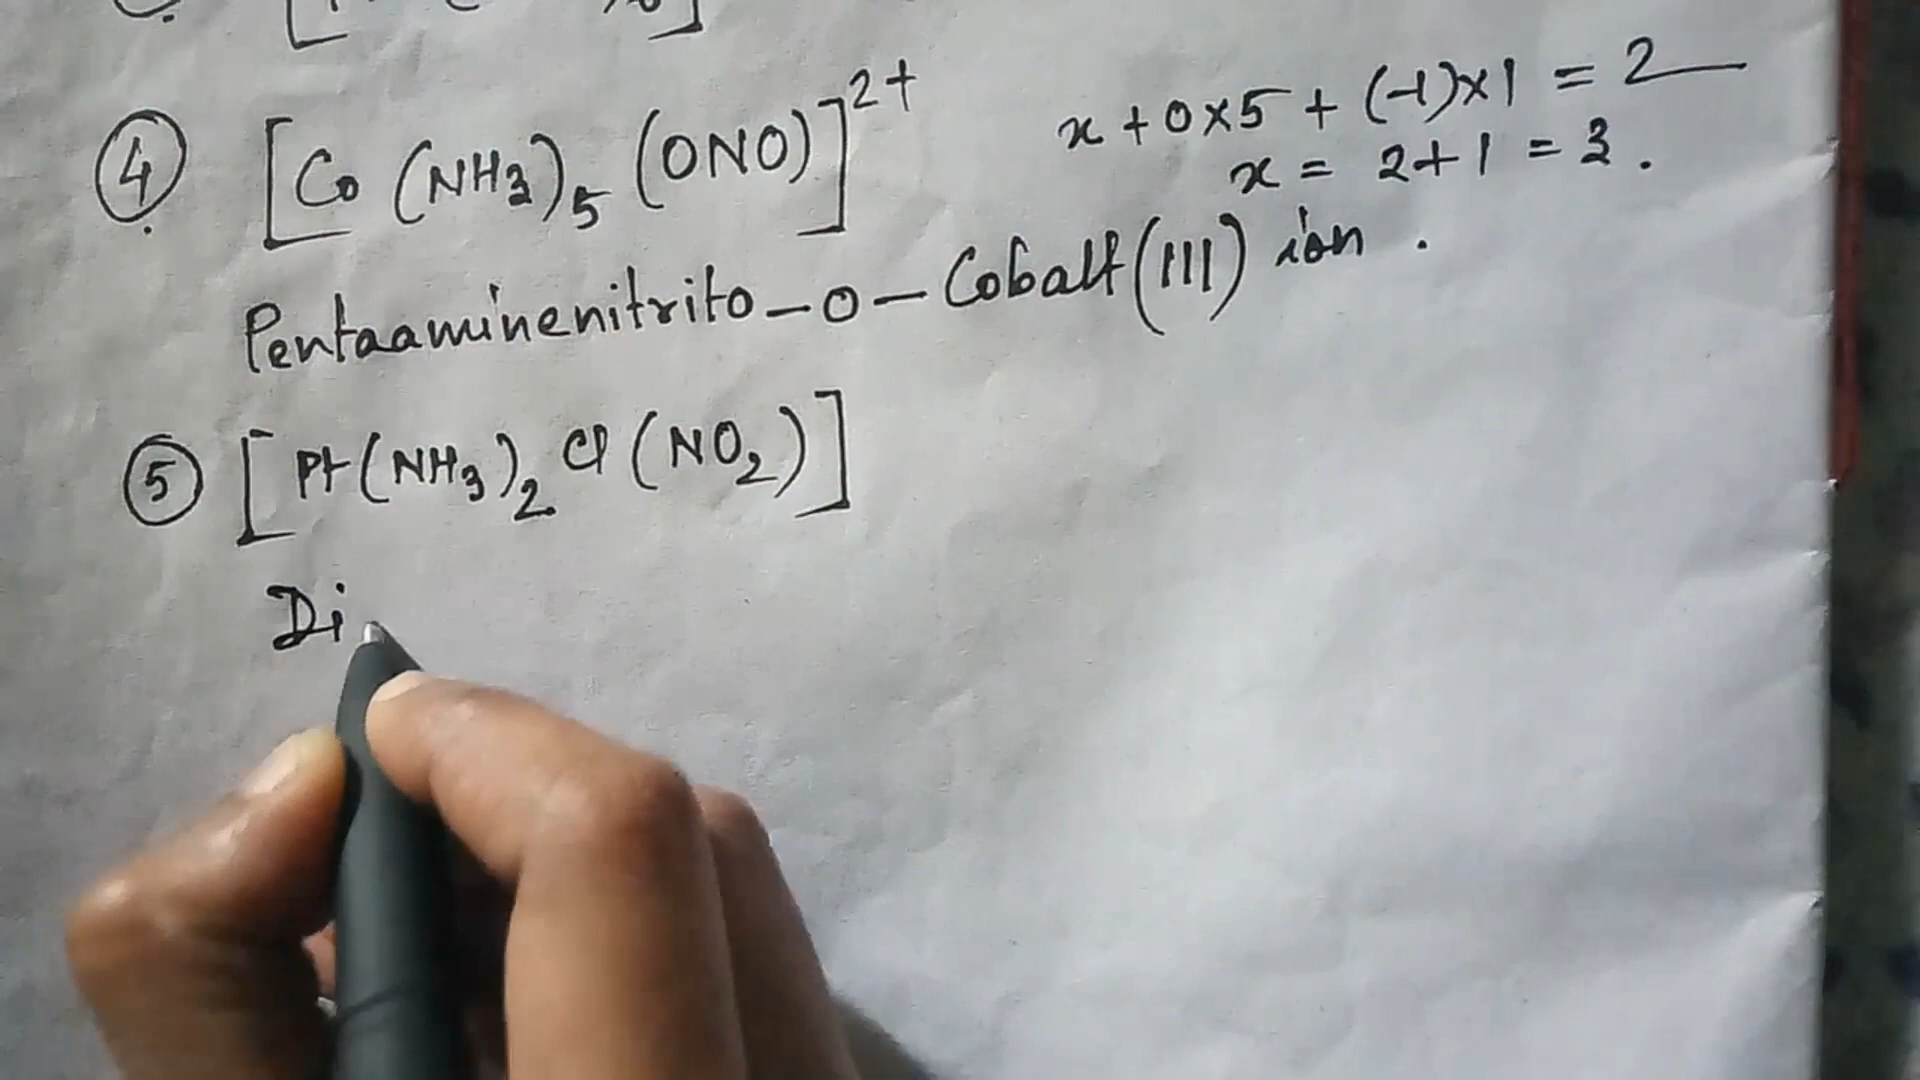 ④ [Co (NH₃)₅ (ONO)]²⁺
x + 0×5 + (-1)×1 = 2
x = 2+1 = 3.
Pentaaminenitrito-o-Cobalt(III) ion.
⑤ [Pt(NH₃)₂ Cl (NO₂)]
Di